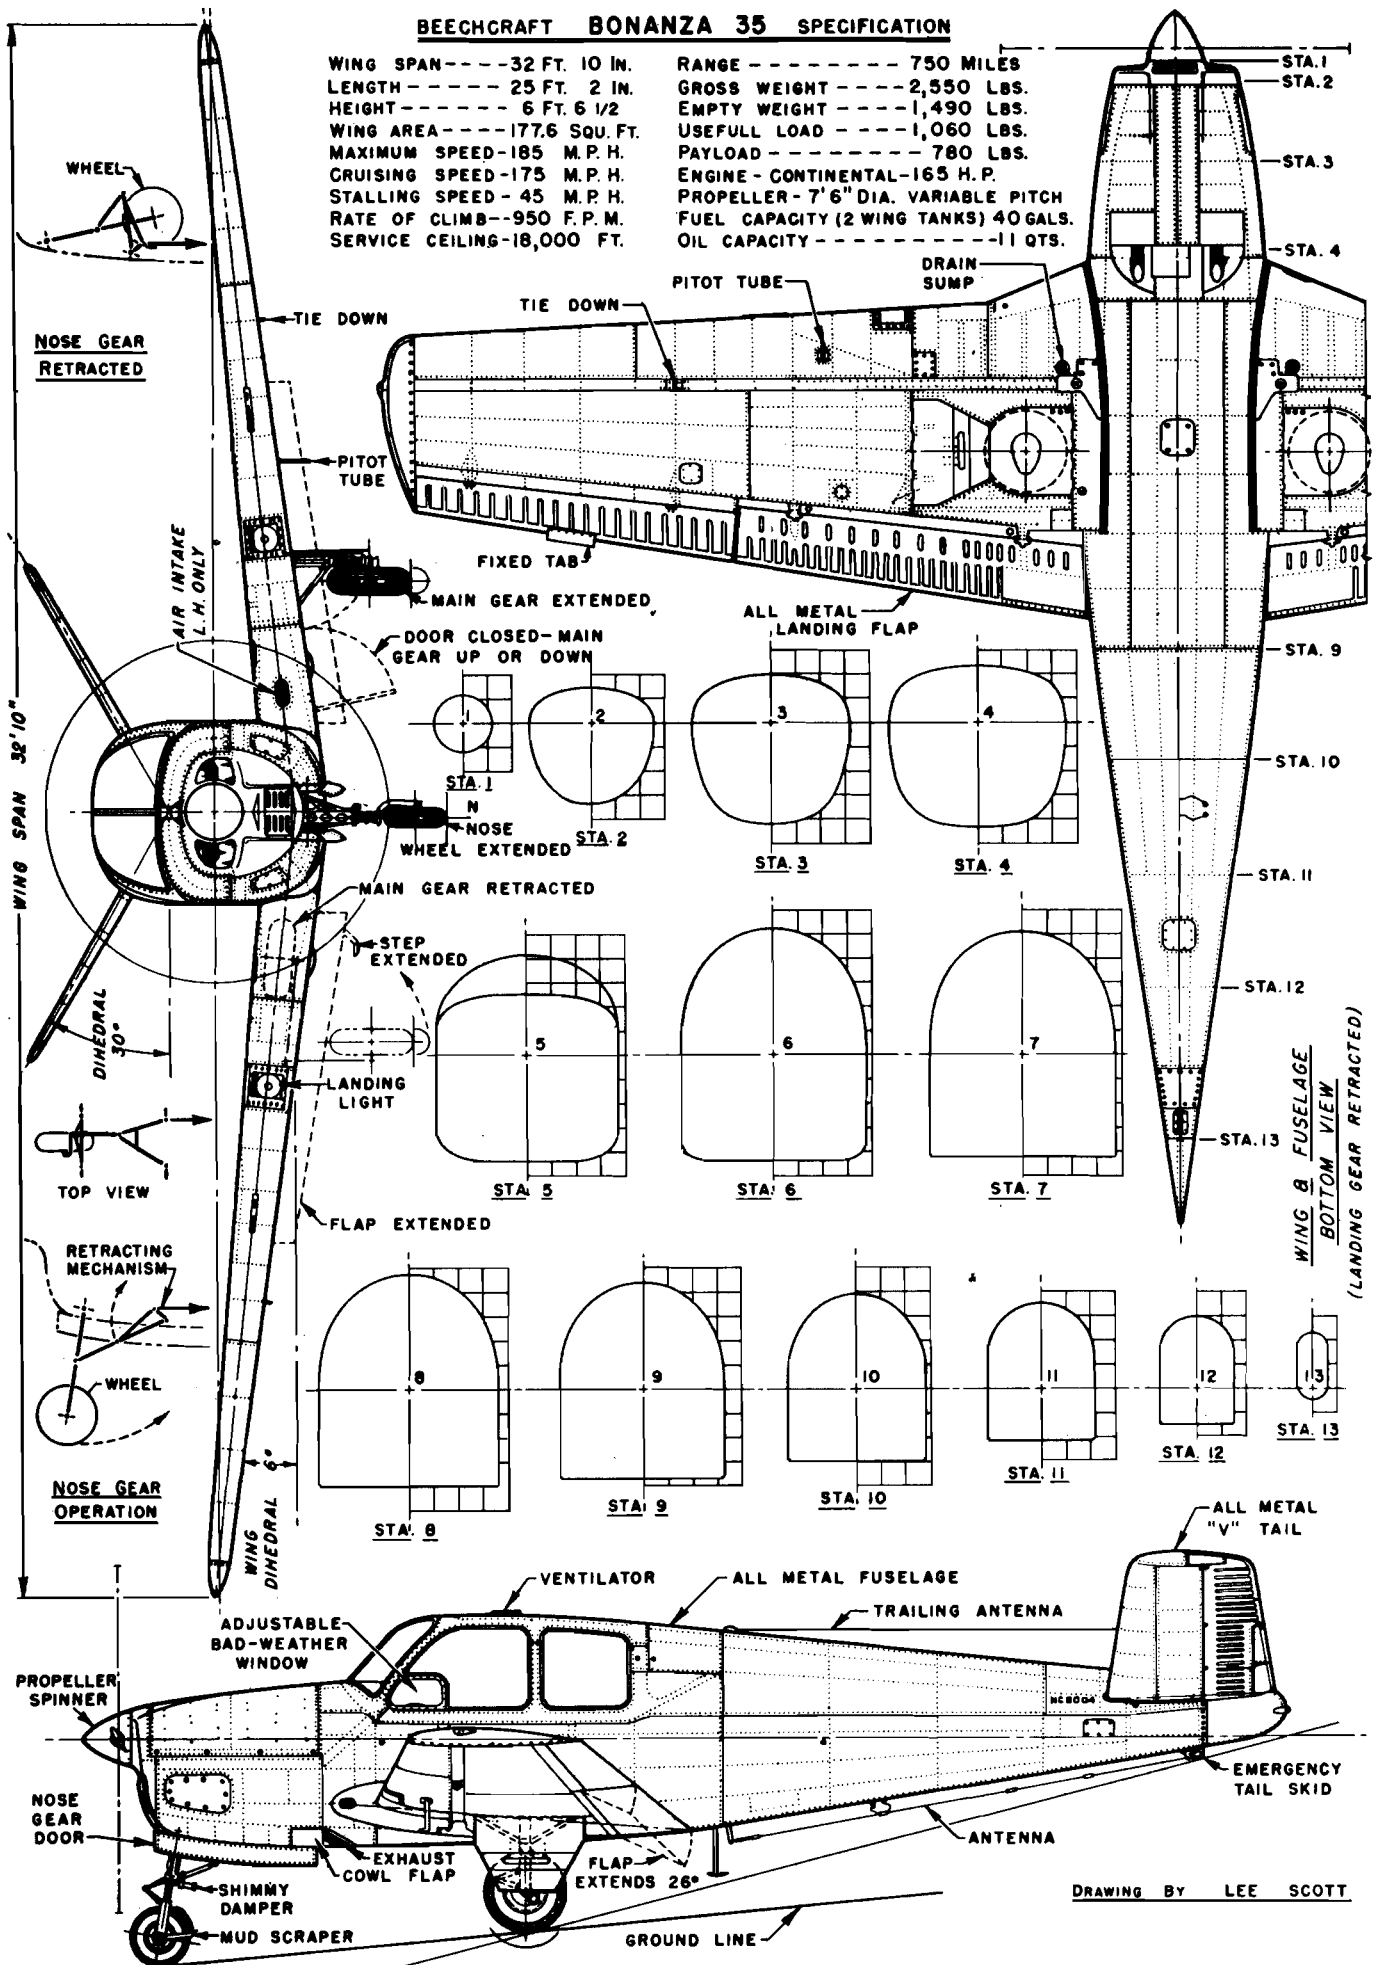 BEECHCRAFT BONANZA 35 SPECIFICATION
WING SPAN----32 FT. 10 IN.
LENGTH----- 25 FT. 2 IN.
HEIGHT------ 6 FT. 6 1/2
WING AREA----177.6 SQU. FT.
MAXIMUM SPEED-185 M.P.H.
CRUISING SPEED-175 M.P.H.
STALLING SPEED- 45 M.P.H.
RATE OF CLIMB--950 F.P.M.
SERVICE CEILING-18,000 FT.
RANGE -------- 750 MILES
GROSS WEIGHT ----2,550 LBS.
EMPTY WEIGHT ----1,490 LBS.
USEFULL LOAD ----1,060 LBS.
PAYLOAD -------- 780 LBS.
ENGINE- CONTINENTAL-165 H.P.
PROPELLER- 7'6" DIA. VARIABLE PITCH
FUEL CAPACITY (2 WING TANKS) 40 GALS.
OIL CAPACITY ----------11 QTS.
STA. 1
STA. 2
STA. 3
STA. 4
WHEEL
NOSE GEAR
RETRACTED
TIE DOWN
PITOT
TUBE
AIR INTAKE
L.H. ONLY
TIE DOWN
PITOT TUBE
DRAIN
SUMP
FIXED TAB
MAIN GEAR EXTENDED
ALL METAL
LANDING FLAP
DOOR CLOSED-MAIN
GEAR UP OR DOWN
STA. 9
STA. 10
STA. 11
STA. 12
STA. 13
WING SPAN 32'10"
1
STA. 1
2
STA. 2
3
STA. 3
4
STA. 4
N
NOSE
WHEEL EXTENDED
MAIN GEAR RETRACTED
STEP
EXTENDED
DIHEDRAL
30°
LANDING
LIGHT
5
STA. 5
6
STA. 6
7
STA. 7
TOP VIEW
FLAP EXTENDED
WING & FUSELAGE
BOTTOM VIEW
(LANDING GEAR RETRACTED)
RETRACTING
MECHANISM
WHEEL
NOSE GEAR
OPERATION
WING
DIHEDRAL 6°
8
STA. 8
9
STA. 9
10
STA. 10
11
STA. 11
12
STA. 12
13
STA. 13
ALL METAL
"V" TAIL
VENTILATOR
ALL METAL FUSELAGE
TRAILING ANTENNA
ADJUSTABLE
BAD-WEATHER
WINDOW
PROPELLER
SPINNER
NOSE
GEAR
DOOR
EXHAUST
COWL FLAP
SHIMMY
DAMPER
MUD SCRAPER
FLAP
EXTENDS 26°
GROUND LINE
ANTENNA
EMERGENCY
TAIL SKID
DRAWING BY LEE SCOTT